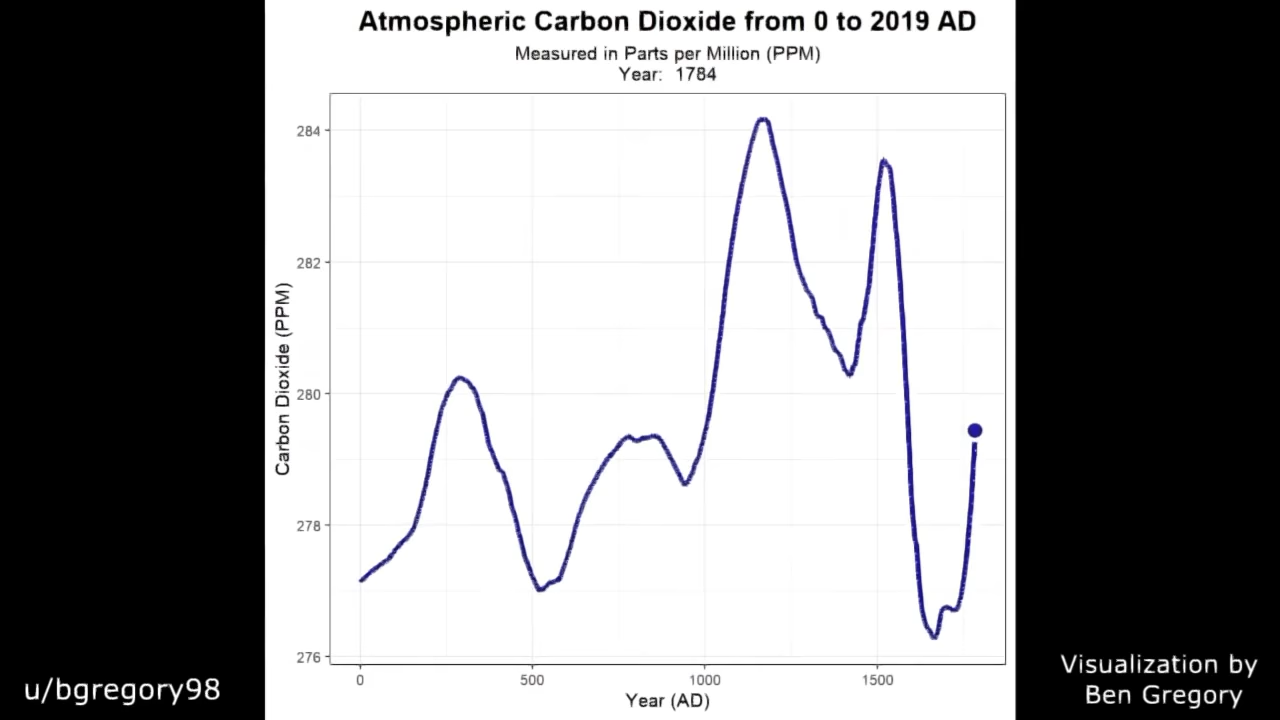 Atmospheric Carbon Dioxide from 0 to 2019 AD
Measured in Parts per Million (PPM)
Year: 1784
Carbon Dioxide (PPM)
284
282
280
278
276
0 500 1000 1500
Year (AD)
u/bgregory98
Visualization by
Ben Gregory